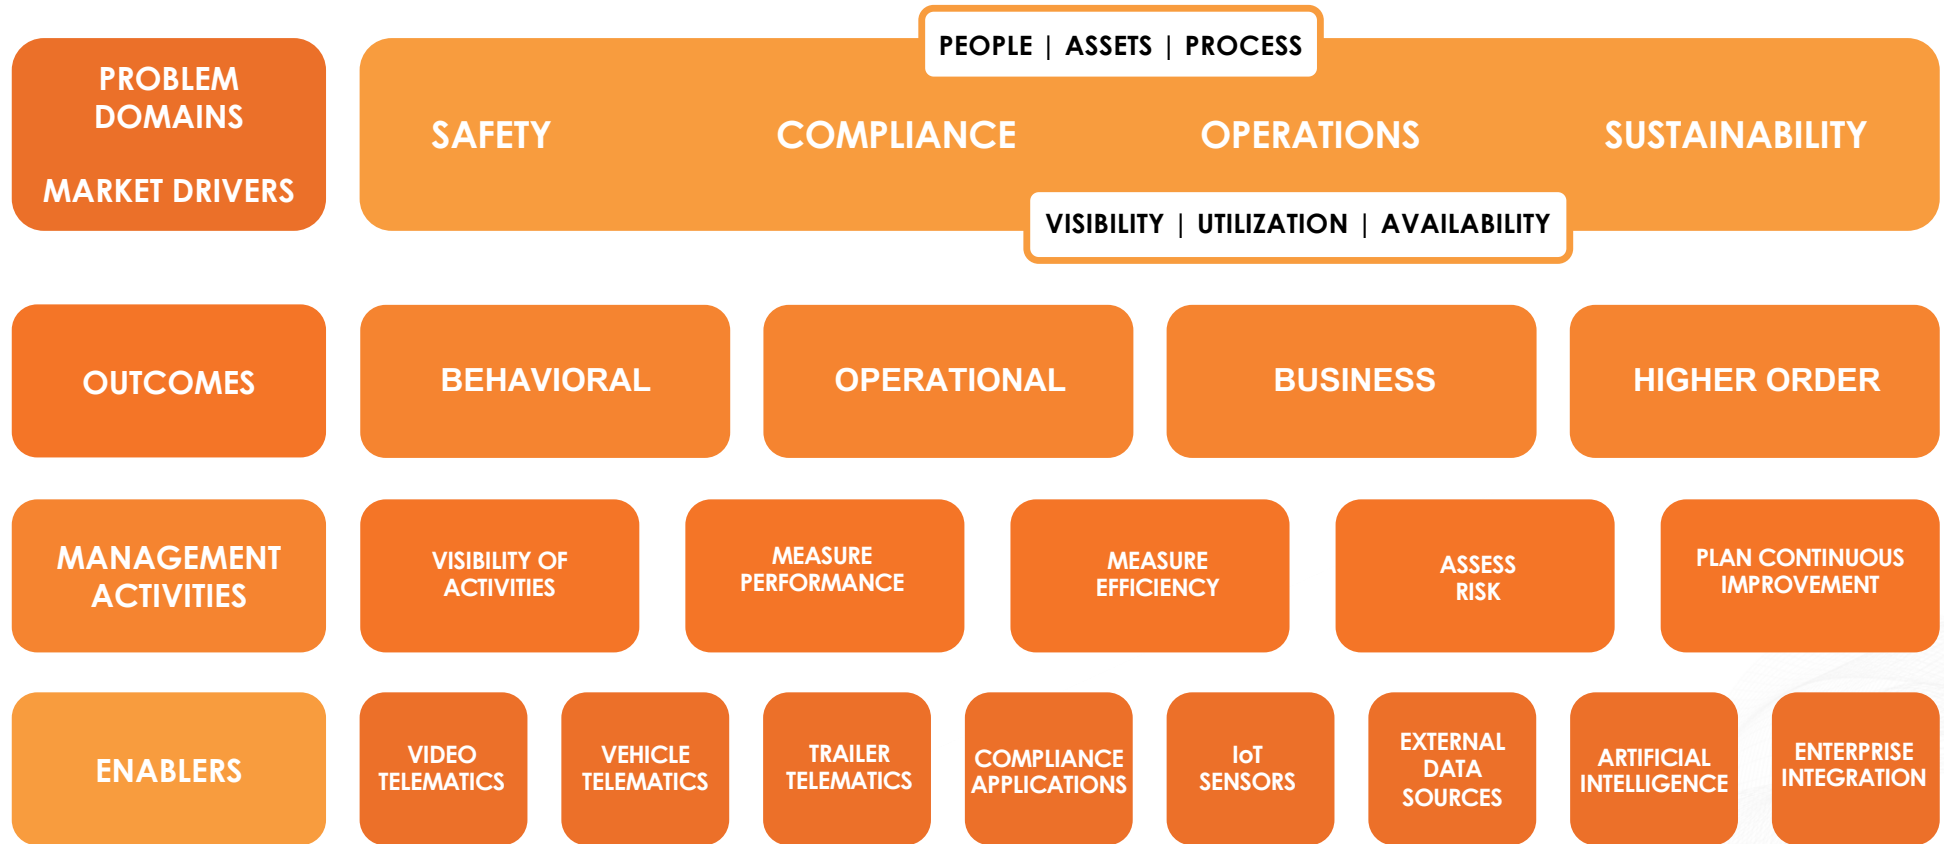 PEOPLE | ASSETS | PROCESS
PROBLEM
DOMAINS
MARKET DRIVERS
SAFETY
COMPLIANCE
OPERATIONS
SUSTAINABILITY
VISIBILITY | UTILIZATION | AVAILABILITY
OUTCOMES
BEHAVIORAL
OPERATIONAL
BUSINESS
HIGHER ORDER
MANAGEMENT
ACTIVITIES
VISIBILITY OF
ACTIVITIES
MEASURE
PERFORMANCE
MEASURE
EFFICIENCY
ASSESS
RISK
PLAN CONTINUOUS
IMPROVEMENT
ENABLERS
VIDEO
TELEMATICS
VEHICLE
TELEMATICS
TRAILER
TELEMATICS
COMPLIANCE
APPLICATIONS
IoT
SENSORS
EXTERNAL
DATA
SOURCES
ARTIFICIAL
INTELLIGENCE
ENTERPRISE
INTEGRATION